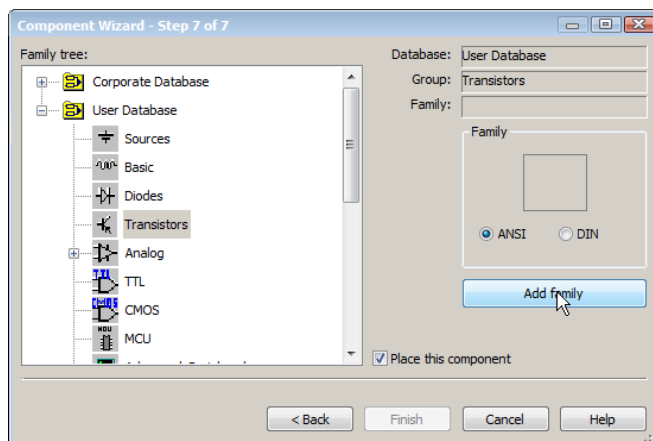 Component Wizard - Step 7 of 7
Family tree:
Corporate Database
User Database
Sources
Basic
Diodes
Transistors
Analog
TTL
CMOS
MCU
Database: User Database
Group: Transistors
Family:
Family
ANSI DIN
Add family
Place this component
< Back Finish Cancel Help